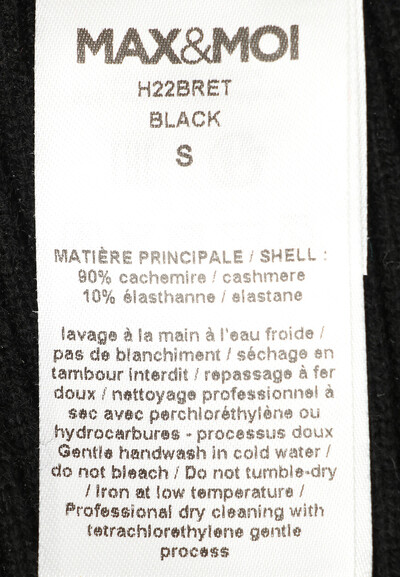 MAX&MOI
H22BRET
BLACK
S
MATIÈRE PRINCIPALE / SHELL :
90% cachemire / cashmere
10% élasthanne / elastane
lavage à la main à l'eau froide /
pas de blanchiment / séchage en
tambour interdit / repassage à fer
doux / nettoyage professionnel à
sec avec perchloréthylène ou
hydrocarbures - processus doux
Gentle handwash in cold water /
do not bleach / Do not tumble-dry
/ Iron at low temperature /
Professional dry cleaning with
tetrachlorethylene gentle
process